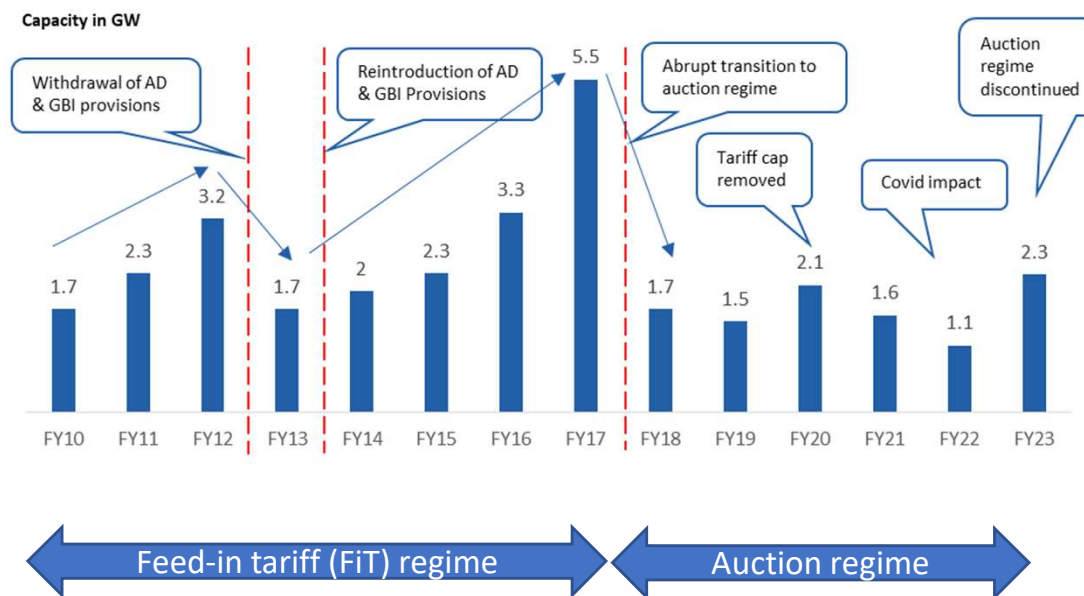 Capacity in GW
Withdrawal of AD
& GBI provisions
Reintroduction of AD
& GBI Provisions
Abrupt transition to
auction regime
Auction
regime
discontinued
Tariff cap
removed
Covid impact
1.7
2.3
3.2
1.7
2
2.3
3.3
5.5
1.7
1.5
2.1
1.6
1.1
2.3
FY10 FY11 FY12 FY13 FY14 FY15 FY16 FY17 FY18 FY19 FY20 FY21 FY22 FY23
Feed-in tariff (FiT) regime
Auction regime